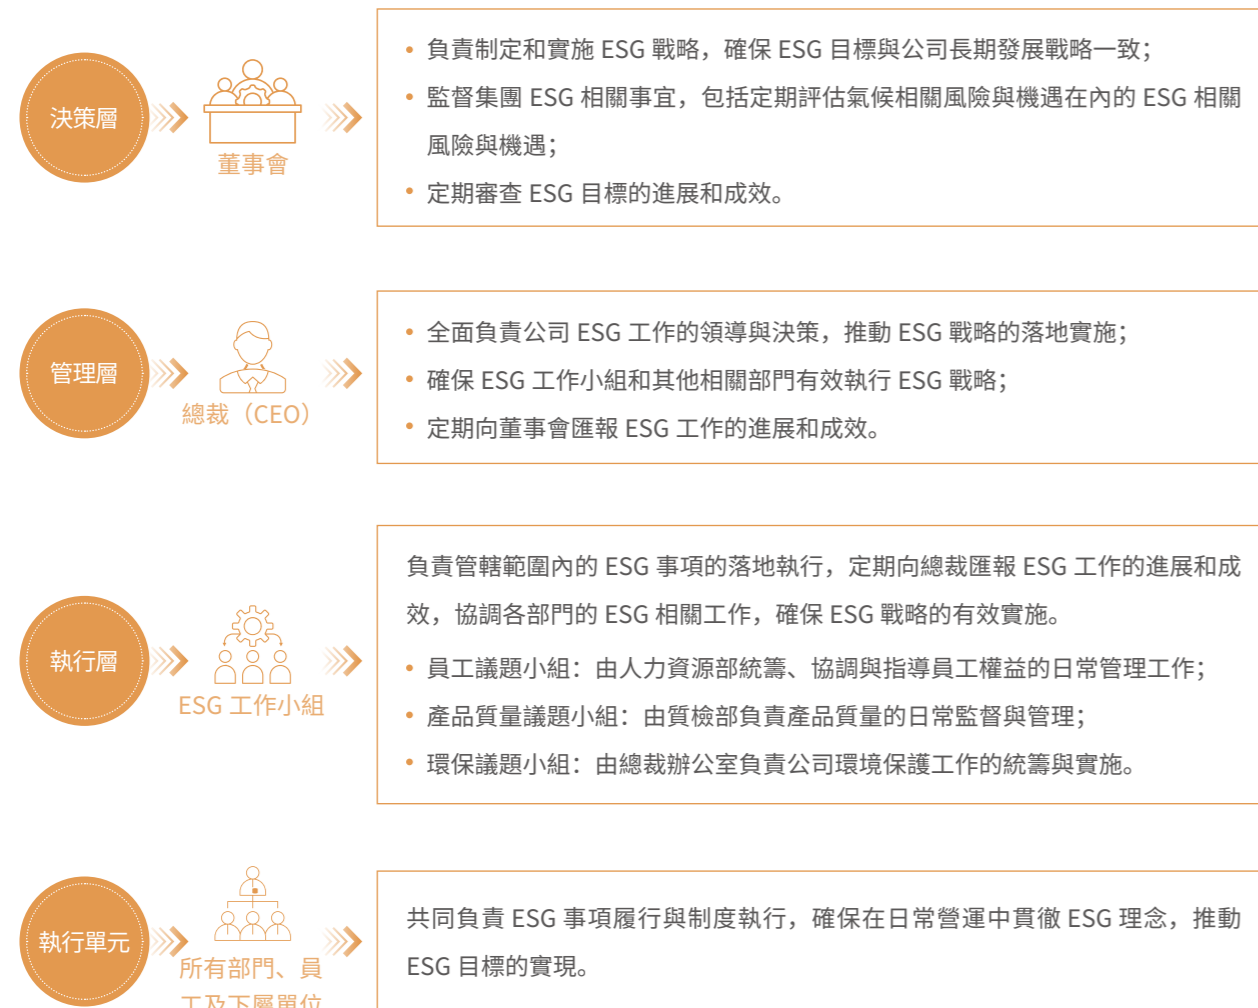 決策層
董事會
• 負責制定和實施 ESG 戰略，確保 ESG 目標與公司長期發展戰略一致；
• 監督集團 ESG 相關事宜，包括定期評估氣候相關風險與機遇在內的 ESG 相關
風險與機遇；
• 定期審查 ESG 目標的進展和成效。
管理層
總裁（CEO）
• 全面負責公司 ESG 工作的領導與決策，推動 ESG 戰略的落地實施；
• 確保 ESG 工作小組和其他相關部門有效執行 ESG 戰略；
• 定期向董事會匯報 ESG 工作的進展和成效。
執行層
ESG 工作小組
負責管轄範圍內的 ESG 事項的落地執行，定期向總裁匯報 ESG 工作的進展和成
效，協調各部門的 ESG 相關工作，確保 ESG 戰略的有效實施。
• 員工議題小組：由人力資源部統籌、協調與指導員工權益的日常管理工作；
• 產品質量議題小組：由質檢部負責產品質量的日常監督與管理；
• 環保議題小組：由總裁辦公室負責公司環境保護工作的統籌與實施。
執行單元
所有部門、員
工及下屬單位
共同負責 ESG 事項履行與制度執行，確保在日常營運中貫徹 ESG 理念，推動
ESG 目標的實現。